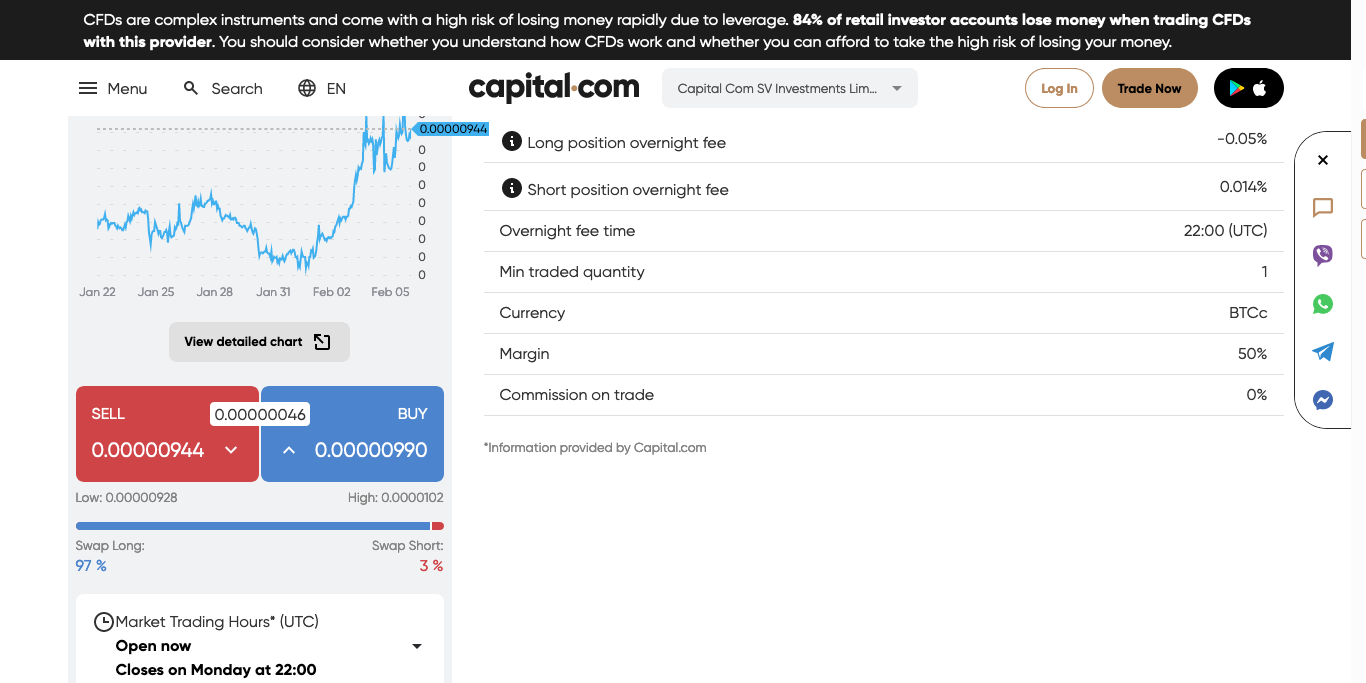 CFDs are complex instruments and come with a high risk of losing money rapidly due to leverage. 84% of retail investor accounts lose money when trading CFDs
with this provider. You should consider whether you understand how CFDs work and whether you can afford to take the high risk of losing your money.
Menu
Search
EN
capital.com
Capital Com SV Investments Lim...
Log In
Trade Now
0.00000944
0
0
0
0
0
0
0
0
Jan 22
Jan 25
Jan 28
Jan 31
Feb 02
Feb 05
View detailed chart
SELL
0.00000944
0.00000046
BUY
0.00000990
Low: 0.00000928
High: 0.0000102
Swap Long:
97 %
Swap Short:
3 %
Market Trading Hours* (UTC)
Open now
Closes on Monday at 22:00
Long position overnight fee
-0.05%
Short position overnight fee
0.014%
Overnight fee time
22:00 (UTC)
Min traded quantity
1
Currency
BTCc
Margin
50%
Commission on trade
0%
*Information provided by Capital.com